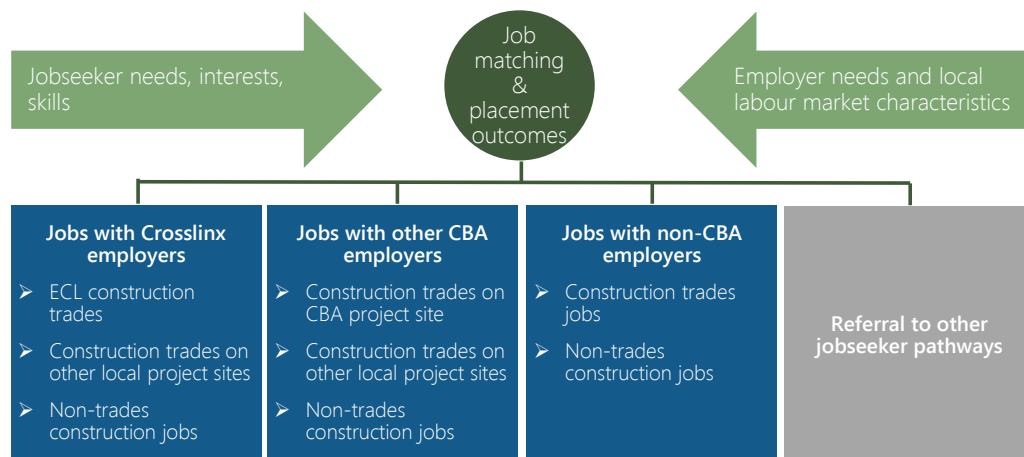 Jobseeker needs, interests,
skills
Job
matching
&
placement
outcomes
Employer needs and local
labour market characteristics
Jobs with Crosslinx
employers
➢ ECL construction
trades
➢ Construction trades on
other local project sites
➢ Non-trades
construction jobs
Jobs with other CBA
employers
➢ Construction trades on
CBA project site
➢ Construction trades on
other local project sites
➢ Non-trades
construction jobs
Jobs with non-CBA
employers
➢ Construction trades
jobs
➢ Non-trades
construction jobs
Referral to other
jobseeker pathways